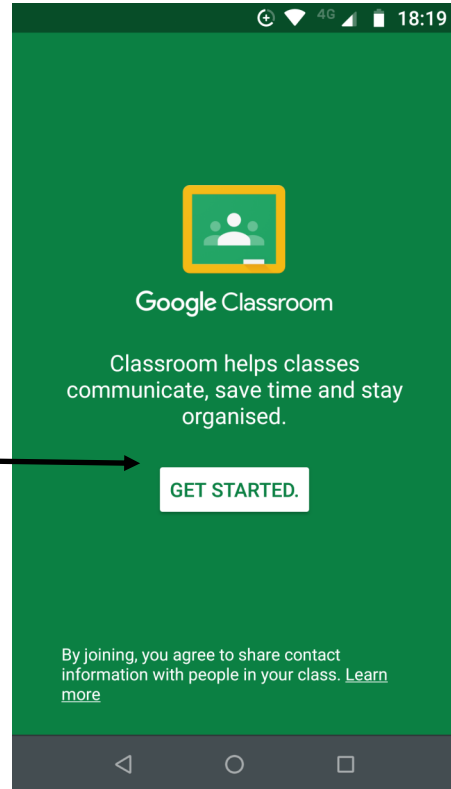 4G 18:19
Google Classroom
Classroom helps classes
communicate, save time and stay
organised.
GET STARTED.
By joining, you agree to share contact
information with people in your class. Learn
more